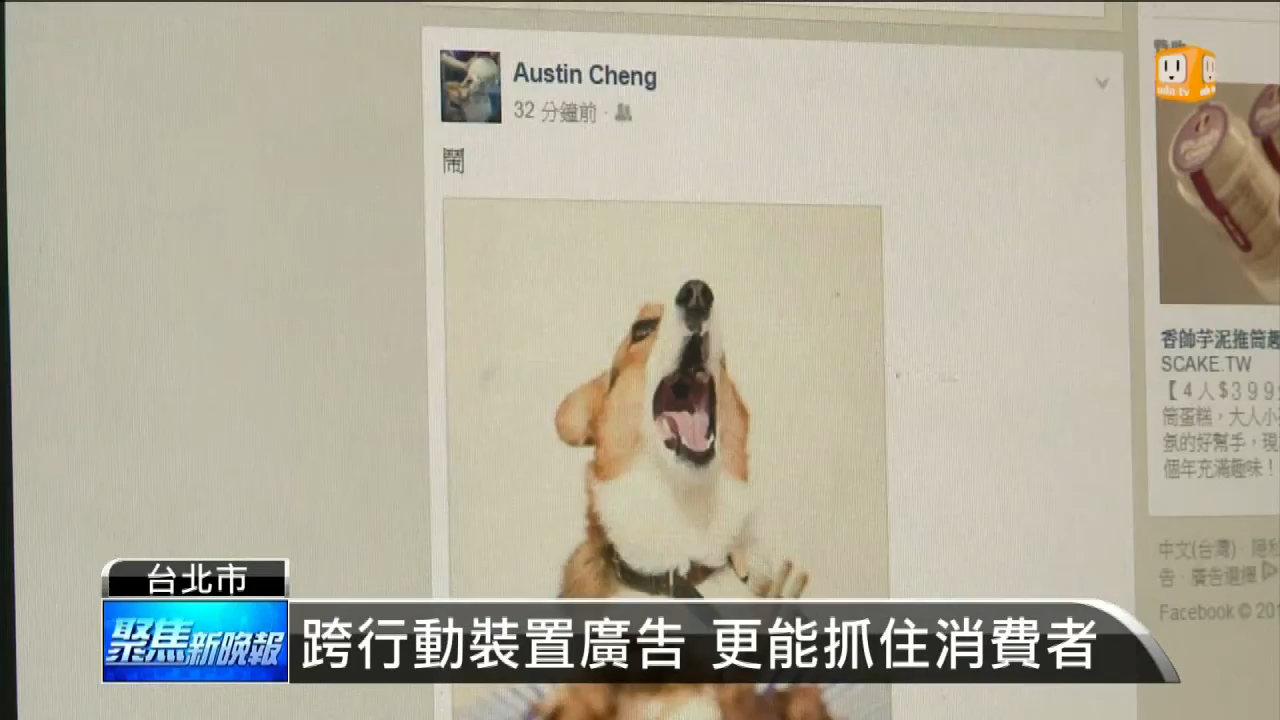 Austin Cheng
32 分鐘前 ·
鬧
udn tv
香帥芋泥推筒
SCAKE.TW
【4人$399
筒蛋糕，大人小
氛的好幫手，現
個年充滿趣味！
中文(台灣)
告 · 廣告選擇
Facebook © 201
台北市
聚焦新晚報
跨行動裝置廣告 更能抓住消費者